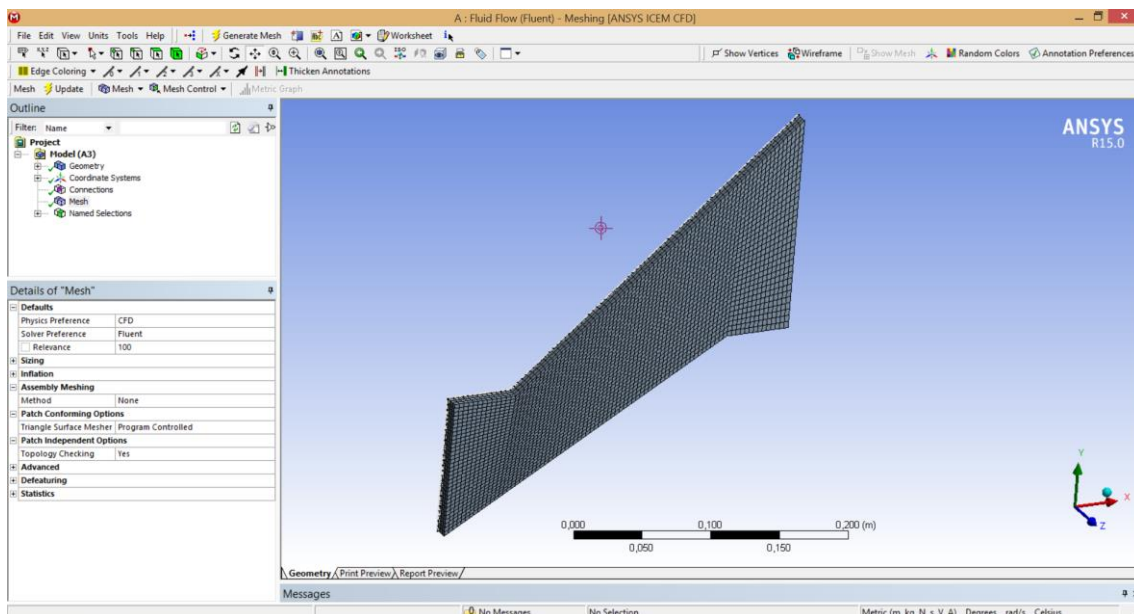 A : Fluid Flow (Fluent) - Meshing [ANSYS ICEM CFD]
File Edit View Units Tools Help Generate Mesh Worksheet
Show Vertices Wireframe Show Mesh Random Colors Annotation Preferences
Edge Coloring Thicken Annotations
Mesh Update Mesh Mesh Control Metric Graph
Outline
Filter: Name
Project
Model (A3)
Geometry
Coordinate Systems
Connections
Mesh
Named Selections
Details of "Mesh"
Defaults
Physics Preference CFD
Solver Preference Fluent
Relevance 100
Sizing
Inflation
Assembly Meshing
Method None
Patch Conforming Options
Triangle Surface Mesher Program Controlled
Patch Independent Options
Topology Checking Yes
Advanced
Defeaturing
Statistics
ANSYS
R15.0
Y
X
Z
0,000 0,100 0,200 (m)
0,050 0,150
Geometry Print Preview Report Preview
Messages
No Messages No Selection Metric (m, kg, N, s, V, A) Degrees rad/s Celsius